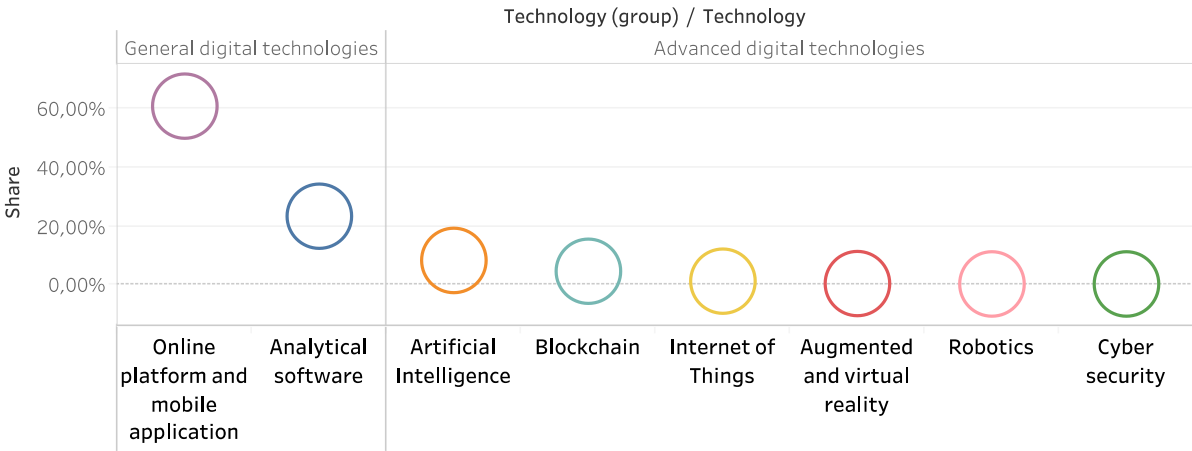 Technology (group) / Technology
General digital technologies
Advanced digital technologies
Share
60,00%
40,00%
20,00%
0,00%
Online
platform and
mobile
application
Analytical
software
Artificial
Intelligence
Blockchain
Internet of
Things
Augmented
and virtual
reality
Robotics
Cyber
security